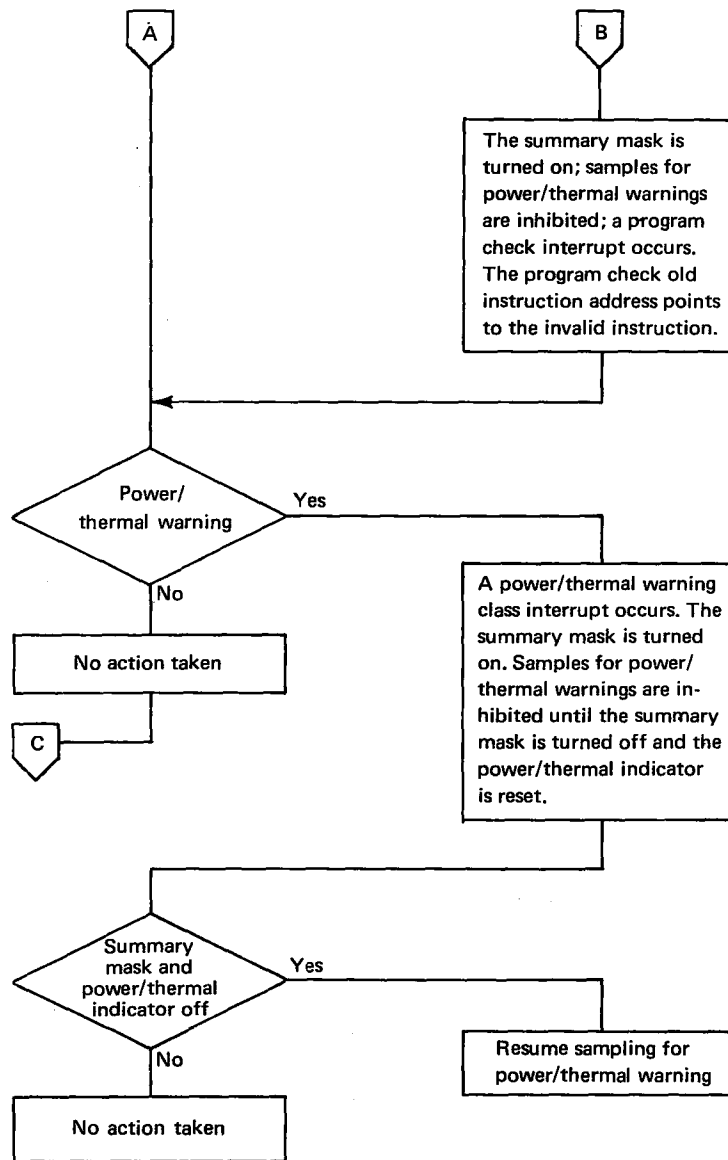 A
B
The summary mask is
turned on; samples for
power/thermal warnings
are inhibited; a program
check interrupt occurs.
The program check old
instruction address points
to the invalid instruction.
Power/
thermal warning
Yes
No
No action taken
C
A power/thermal warning
class interrupt occurs. The
summary mask is turned
on. Samples for power/
thermal warnings are in-
hibited until the summary
mask is turned off and the
power/thermal indicator
is reset.
Summary
mask and
power/thermal
indicator off
Yes
No
Resume sampling for
power/thermal warning
No action taken